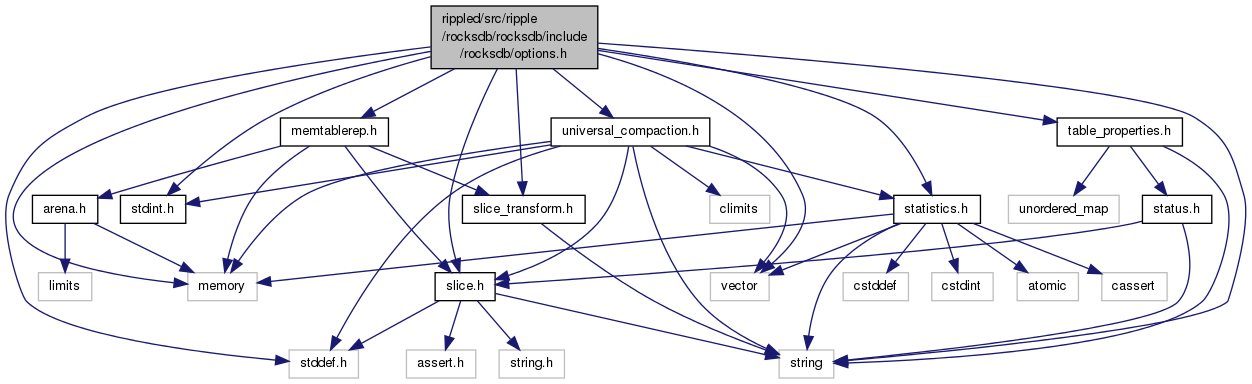 rippled/src/ripple
/rocksdb/rocksdb/include
/rocksdb/options.h
memtablerep.h
universal_compaction.h
table_properties.h
arena.h
stdint.h
slice_transform.h
climits
statistics.h
unordered_map
status.h
limits
memory
slice.h
vector
cstddef
cstdint
atomic
cassert
stddef.h
assert.h
string.h
string